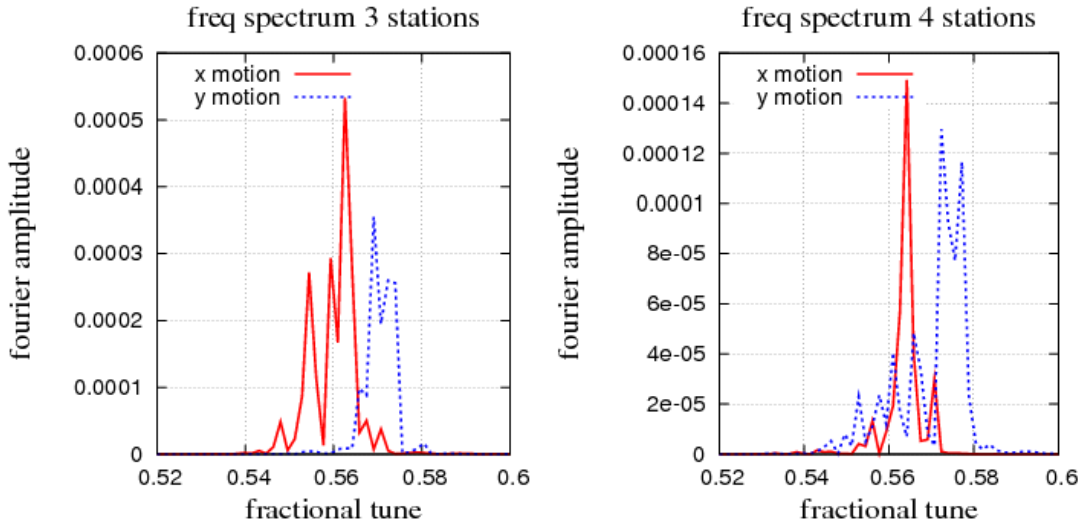 freq spectrum 3 stations
x motion
y motion
0.0006
0.0005
0.0004
0.0003
0.0002
0.0001
0
0.52
0.54
0.56
0.58
0.6
fourier amplitude
fractional tune
freq spectrum 4 stations
x motion
y motion
0.00016
0.00014
0.00012
0.0001
8e-05
6e-05
4e-05
2e-05
0
0.52
0.54
0.56
0.58
0.6
fourier amplitude
fractional tune